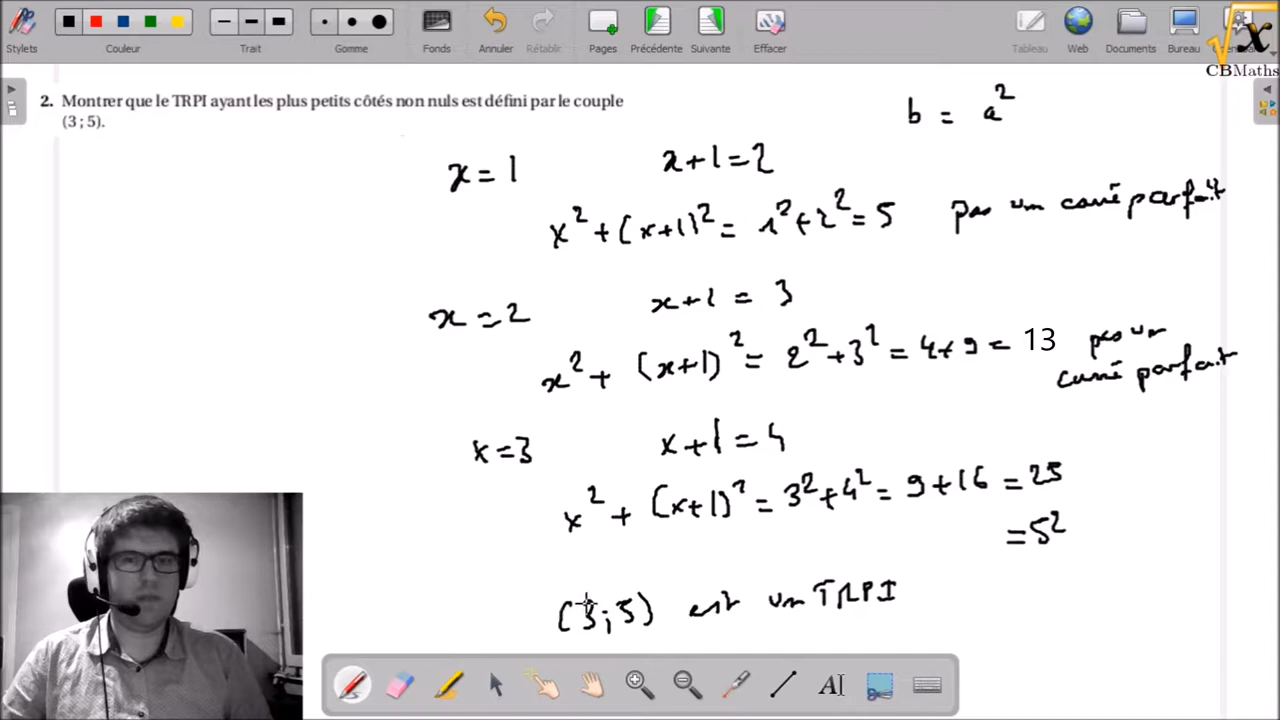 Stylets Couleur Trait Gomme Fonds Annuler Rétablir Pages Précédente Suivante Effacer Tableau Web Documents Bureau
CBMaths
2. Montrer que le TRPI ayant les plus petits côtés non nuls est défini par le couple
(3 ; 5).
b = a²
x = 1 x+1 = 2
x² + (x+1)² = 1² + 2² = 5 pas un carré parfait
x = 2 x+1 = 3
x² + (x+1)² = 2² + 3² = 4 + 9 = 13 pas un
carré parfait
x = 3 x+1 = 4
x² + (x+1)² = 3² + 4² = 9 + 16 = 25
= 5²
(3 ; 5) est un TRPI